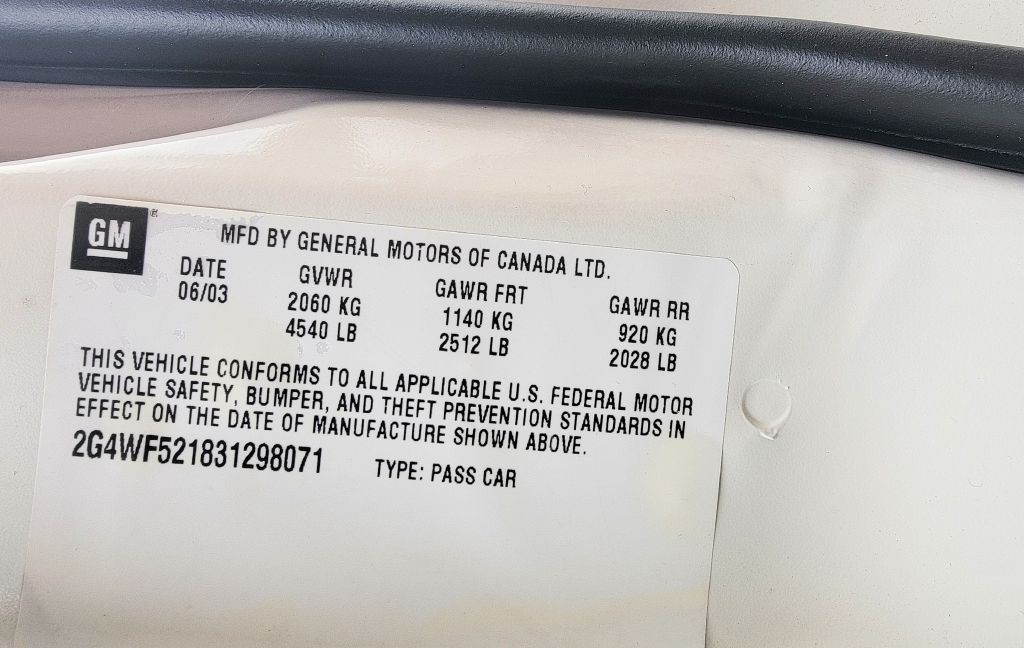 GM®
MFD BY GENERAL MOTORS OF CANADA LTD.
DATE GVWR GAWR FRT GAWR RR
06/03 2060 KG 1140 KG 920 KG
4540 LB 2512 LB 2028 LB
THIS VEHICLE CONFORMS TO ALL APPLICABLE U.S. FEDERAL MOTOR
VEHICLE SAFETY, BUMPER, AND THEFT PREVENTION STANDARDS IN
EFFECT ON THE DATE OF MANUFACTURE SHOWN ABOVE.
2G4WF521831298071 TYPE: PASS CAR